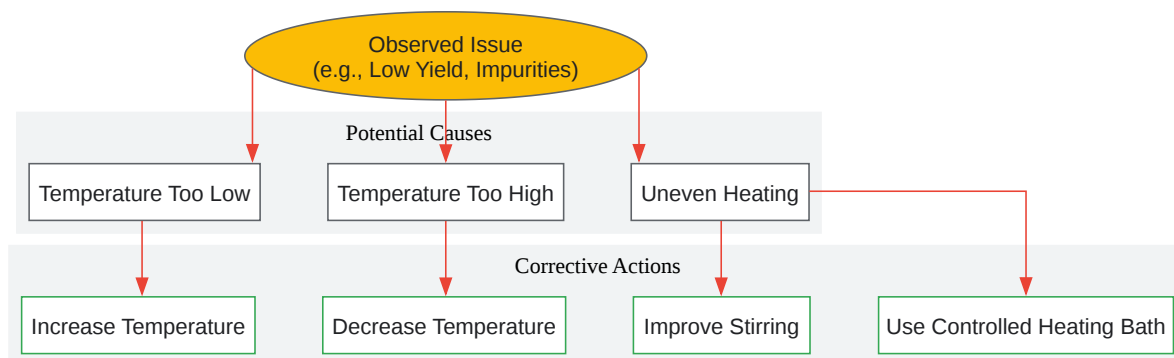 Observed Issue
(e.g., Low Yield, Impurities)
Potential Causes
Temperature Too Low
Temperature Too High
Uneven Heating
Corrective Actions
Increase Temperature
Decrease Temperature
Improve Stirring
Use Controlled Heating Bath